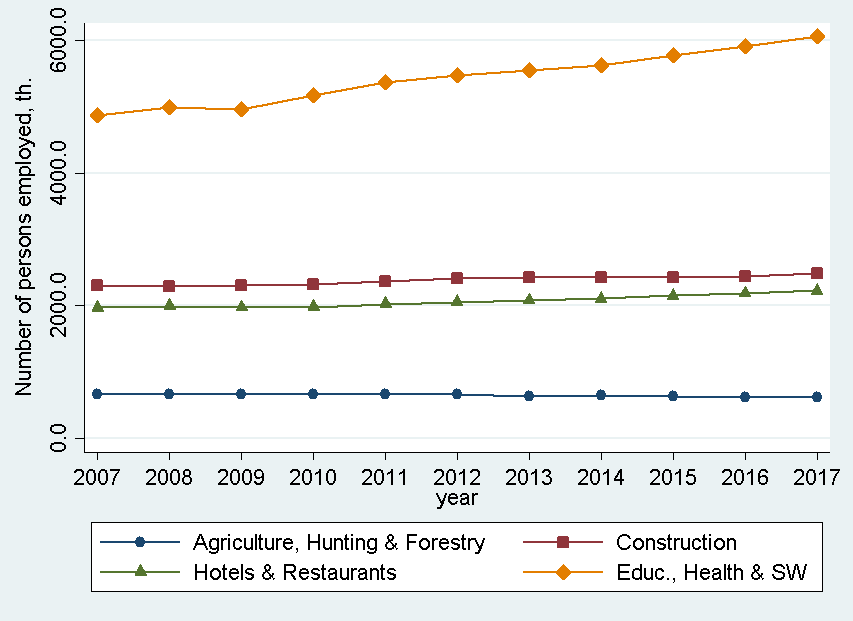 Number of persons employed, th.
6000.0
4000.0
2000.0
0.0
2007 2008 2009 2010 2011 2012 2013 2014 2015 2016 2017
year
Agriculture, Hunting & Forestry Construction
Hotels & Restaurants Educ., Health & SW